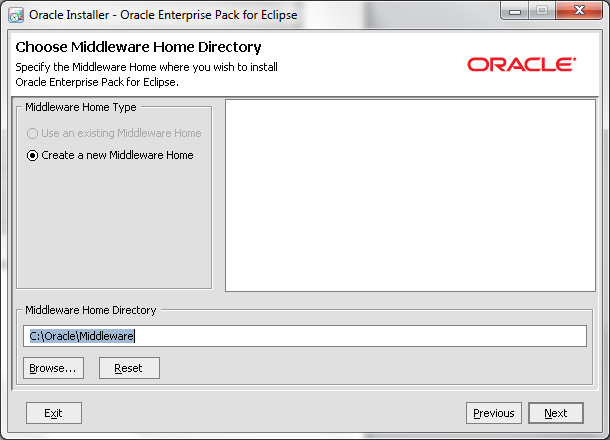 Oracle Installer - Oracle Enterprise Pack for Eclipse
Choose Middleware Home Directory
Specify the Middleware Home where you wish to install
Oracle Enterprise Pack for Eclipse.
ORACLE
Middleware Home Type
Use an existing Middleware Home
Create a new Middleware Home
Middleware Home Directory
C:\Oracle\Middleware
Browse... Reset
Exit Previous Next